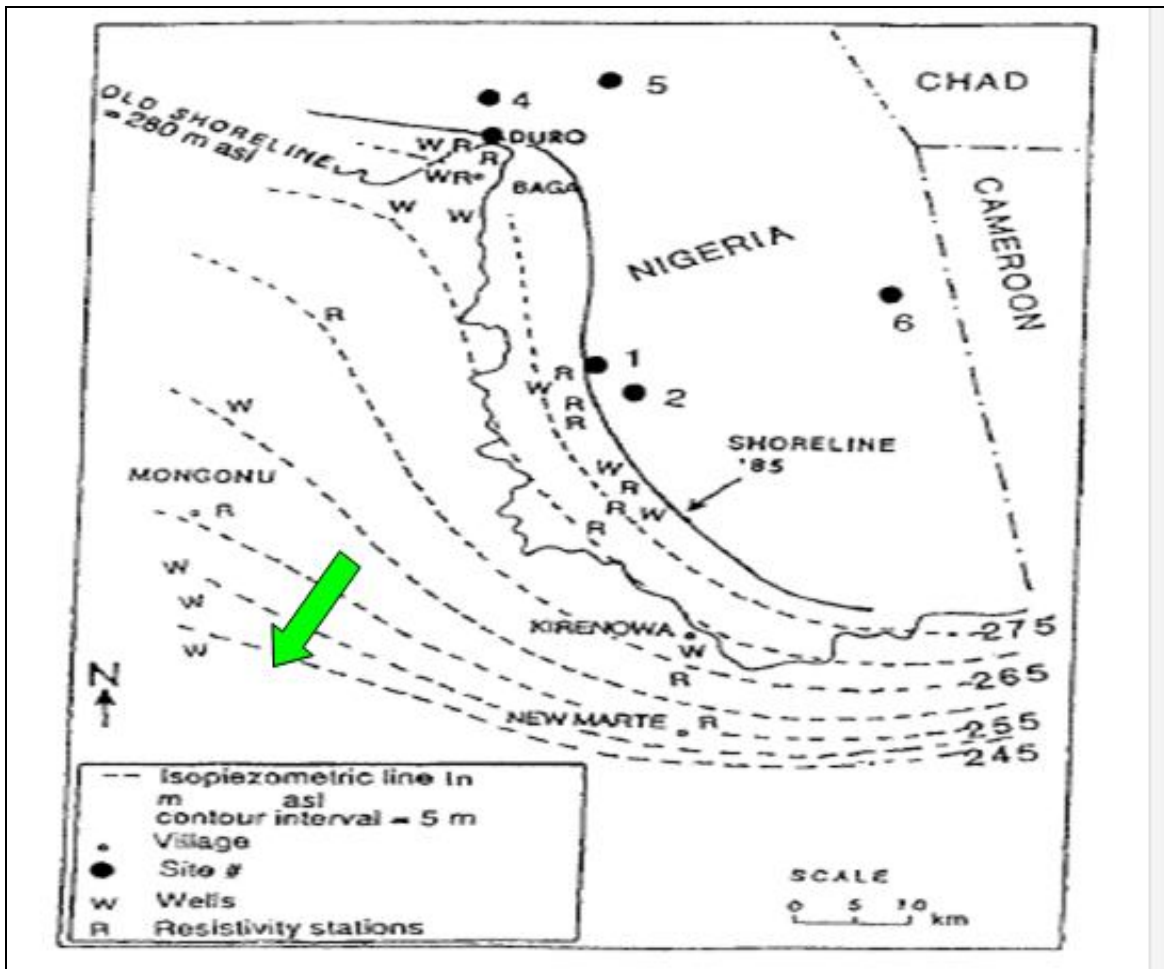 CHAD
5
4
OLD SHORELINE
= 280 m asl
DURO
W R
R
W R
BAGA
CAMEROON
W
W
NIGERIA
6
R
1
R
W
2
R
R
W
SHORELINE
'85
MONGONU
W
R
R
W
R
R
W
W
KIRENOWA
275
W
W
265
R
N
NEW MARTE
R
255
245
Isopiezometric line in
m asl
contour interval = 5 m
Village
Site #
W Wells
R Resistivity stations
SCALE
0 5 10
km